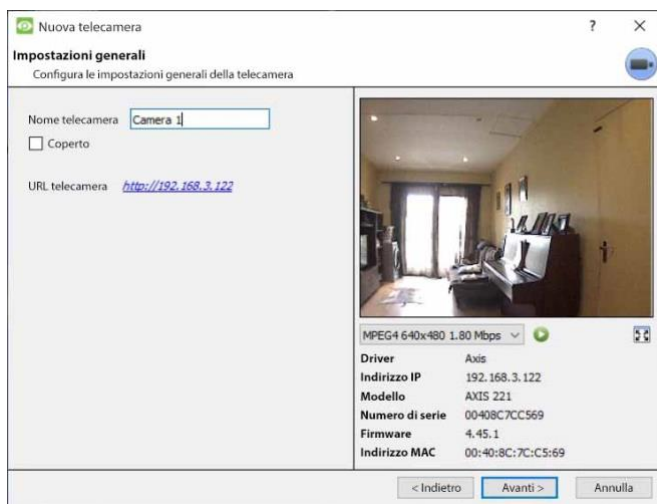 Nuova telecamera
?
Impostazioni generali
Configura le impostazioni generali della telecamera
Nome telecamera Camera 1
Coperto
URL telecamera http://192.168.3.122
MPEG4 640x480 1.80 Mbps
Driver Axis
Indirizzo IP 192.168.3.122
Modello AXIS 221
Numero di serie 00408C7CC569
Firmware 4.45.1
Indirizzo MAC 00:40:8C:7C:C5:69
< Indietro Avanti > Annulla